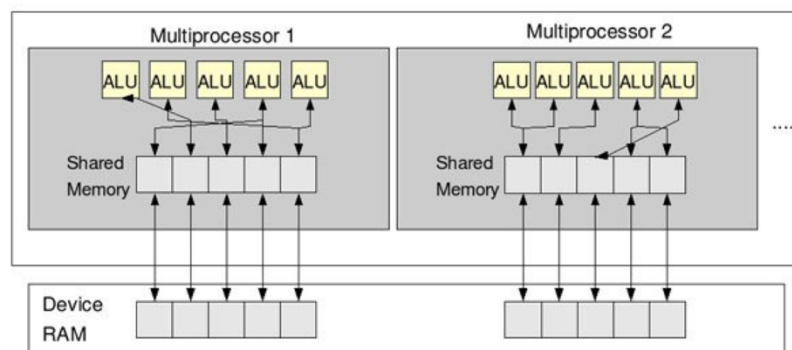 Multiprocessor 1
Multiprocessor 2
ALU ALU ALU ALU ALU
ALU ALU ALU ALU ALU
....
Shared
Memory
Shared
Memory
Device
RAM